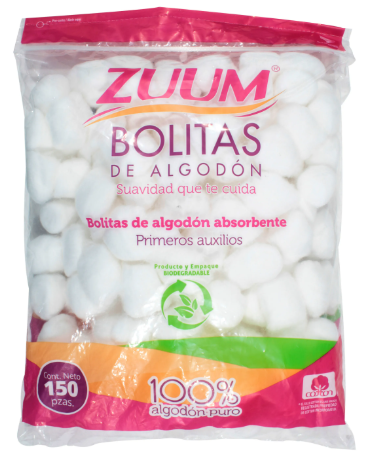 ZUUM®
BOLITAS
DE ALGODÓN
Suavidad que te cuida
Bolitas de algodón absorbente
Primeros auxilios
Producto y Empaque
BIODEGRADABLE
Cont. Neto
150
pzas.
100%
algodón puro